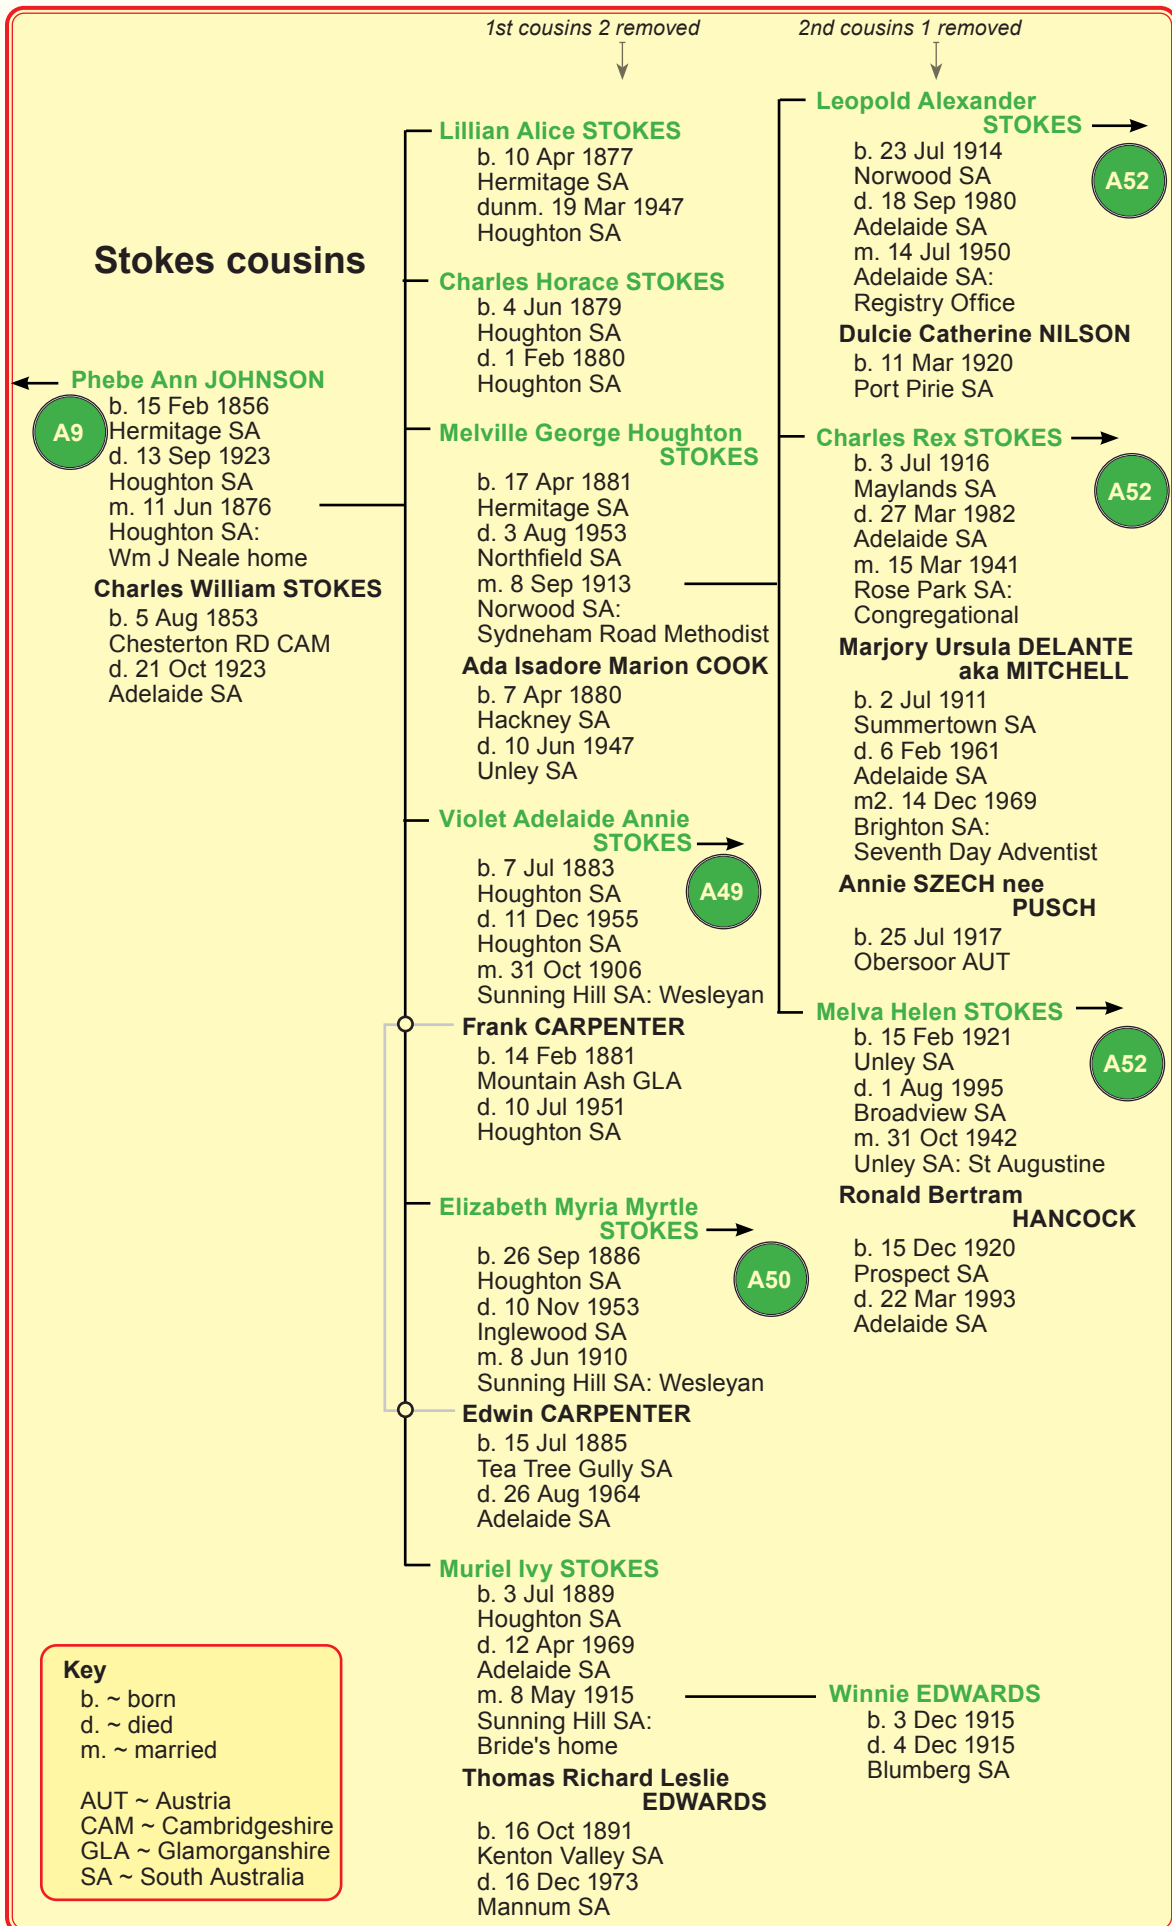 1st cousins 2 removed
2nd cousins 1 removed
Stokes cousins
Phebe Ann JOHNSON
A9
b. 15 Feb 1856
Hermitage SA
d. 13 Sep 1923
Houghton SA
m. 11 Jun 1876
Houghton SA:
Wm J Neale home
Charles William STOKES
b. 5 Aug 1853
Chesterton RD CAM
d. 21 Oct 1923
Adelaide SA
Lillian Alice STOKES
b. 10 Apr 1877
Hermitage SA
dunm. 19 Mar 1947
Houghton SA
Charles Horace STOKES
b. 4 Jun 1879
Houghton SA
d. 1 Feb 1880
Houghton SA
Melville George Houghton
STOKES
b. 17 Apr 1881
Hermitage SA
d. 3 Aug 1953
Northfield SA
m. 8 Sep 1913
Norwood SA:
Sydneham Road Methodist
Ada Isadore Marion COOK
b. 7 Apr 1880
Hackney SA
d. 10 Jun 1947
Unley SA
Violet Adelaide Annie
STOKES
A49
b. 7 Jul 1883
Houghton SA
d. 11 Dec 1955
Houghton SA
m. 31 Oct 1906
Sunning Hill SA: Wesleyan
Frank CARPENTER
b. 14 Feb 1881
Mountain Ash GLA
d. 10 Jul 1951
Houghton SA
Elizabeth Myria Myrtle
STOKES
A50
b. 26 Sep 1886
Houghton SA
d. 10 Nov 1953
Inglewood SA
m. 8 Jun 1910
Sunning Hill SA: Wesleyan
Edwin CARPENTER
b. 15 Jul 1885
Tea Tree Gully SA
d. 26 Aug 1964
Adelaide SA
Muriel Ivy STOKES
b. 3 Jul 1889
Houghton SA
d. 12 Apr 1969
Adelaide SA
m. 8 May 1915
Sunning Hill SA:
Bride's home
Thomas Richard Leslie
EDWARDS
b. 16 Oct 1891
Kenton Valley SA
d. 16 Dec 1973
Mannum SA
Leopold Alexander
STOKES
A52
b. 23 Jul 1914
Norwood SA
d. 18 Sep 1980
Adelaide SA
m. 14 Jul 1950
Adelaide SA:
Registry Office
Dulcie Catherine NILSON
b. 11 Mar 1920
Port Pirie SA
Charles Rex STOKES
A52
b. 3 Jul 1916
Maylands SA
d. 27 Mar 1982
Adelaide SA
m. 15 Mar 1941
Rose Park SA:
Congregational
Marjory Ursula DELANTE
aka MITCHELL
b. 2 Jul 1911
Summertown SA
d. 6 Feb 1961
Adelaide SA
m2. 14 Dec 1969
Brighton SA:
Seventh Day Adventist
Annie SZECH nee
PUSCH
b. 25 Jul 1917
Obersoor AUT
Melva Helen STOKES
A52
b. 15 Feb 1921
Unley SA
d. 1 Aug 1995
Broadview SA
m. 31 Oct 1942
Unley SA: St Augustine
Ronald Bertram
HANCOCK
b. 15 Dec 1920
Prospect SA
d. 22 Mar 1993
Adelaide SA
Winnie EDWARDS
b. 3 Dec 1915
d. 4 Dec 1915
Blumberg SA
Key
b. ~ born
d. ~ died
m. ~ married
AUT ~ Austria
CAM ~ Cambridgeshire
GLA ~ Glamorganshire
SA ~ South Australia